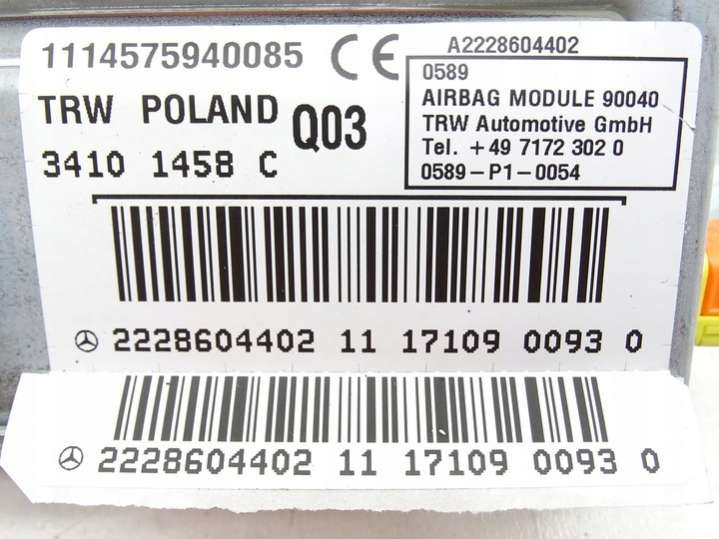 1114575940085 CE A2228604402
TRW POLAND Q03
3410 1458 C
0589
AIRBAG MODULE 90040
TRW Automotive GmbH
Tel. +49 7172 302 0
0589-P1-0054
2228604402 11 17109 0093 0
2228604402 11 17109 0093 0